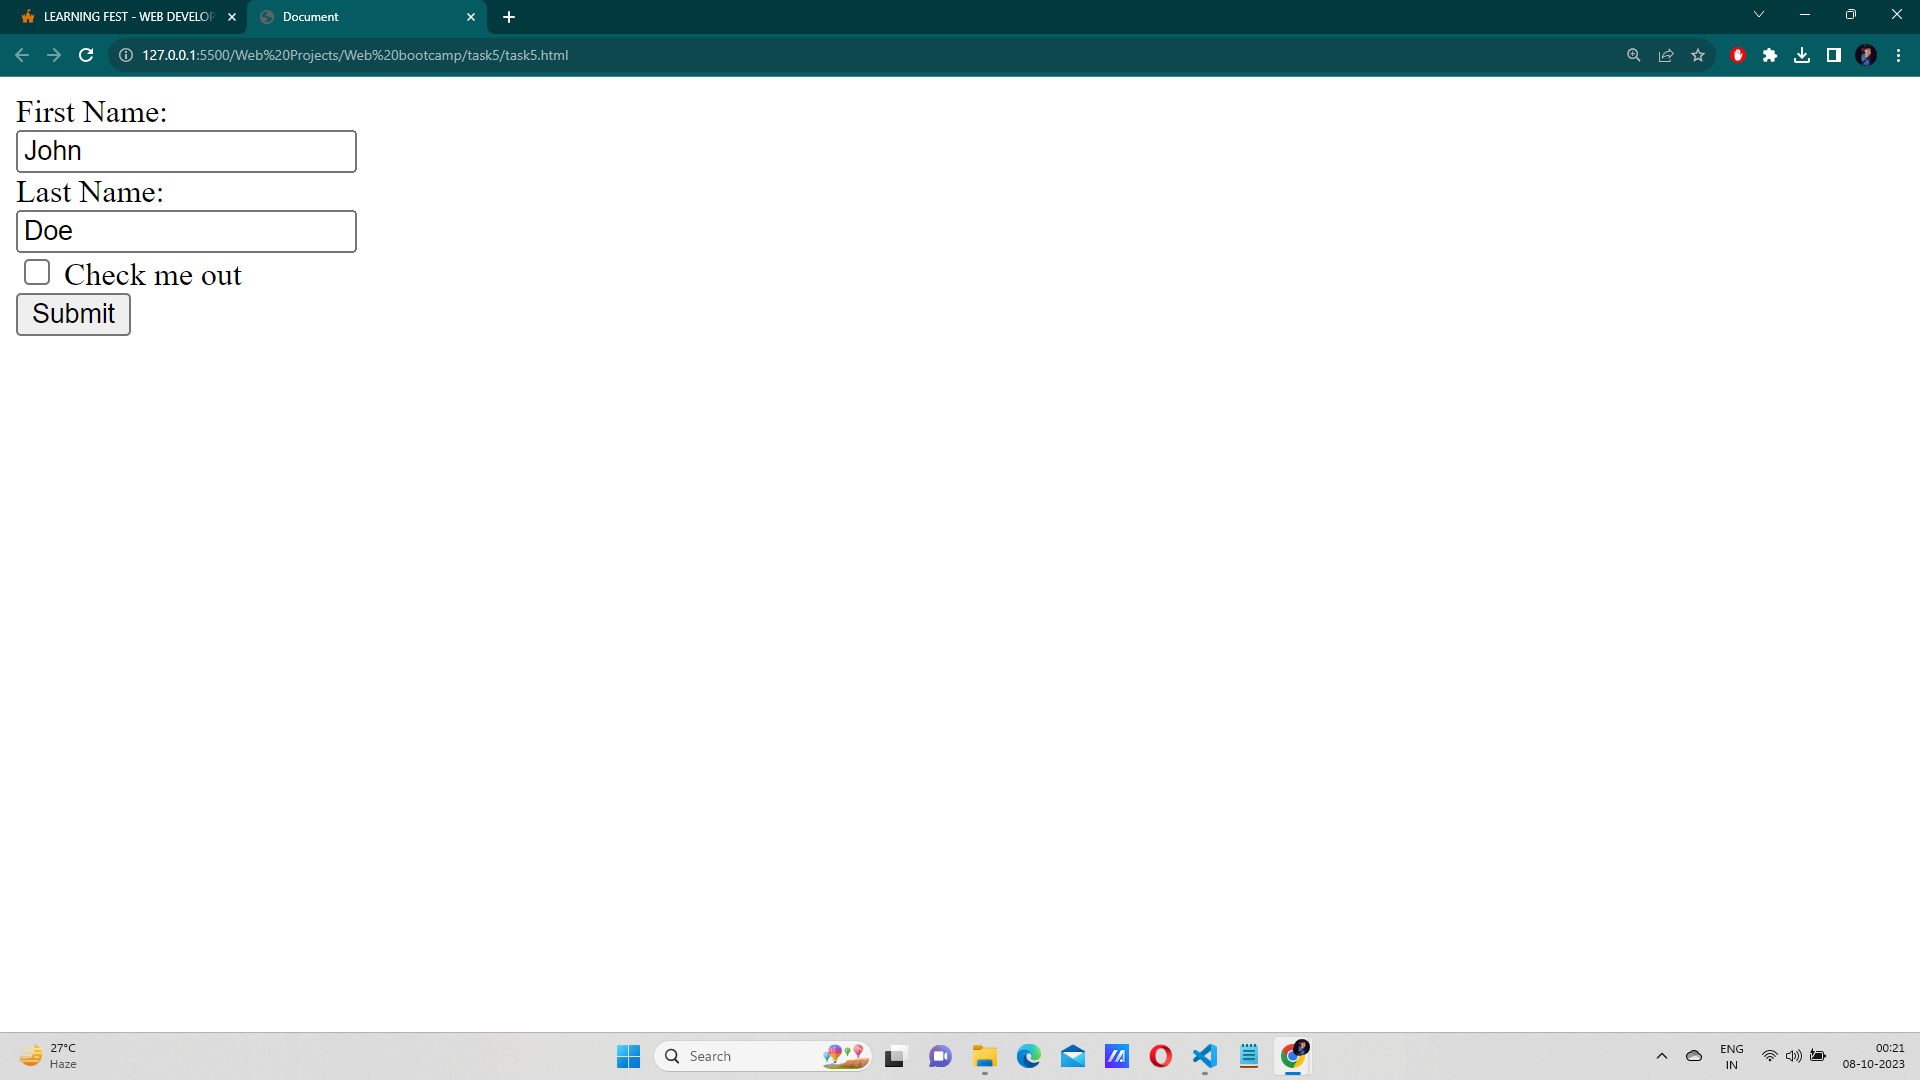 LEARNING FEST - WEB DEVELOP
Document
127.0.0.1:5500/Web%20Projects/Web%20bootcamp/task5/task5.html
First Name:
John
Last Name:
Doe
Check me out
Submit
27°C
Haze
Search
ENG
IN
00:21
08-10-2023